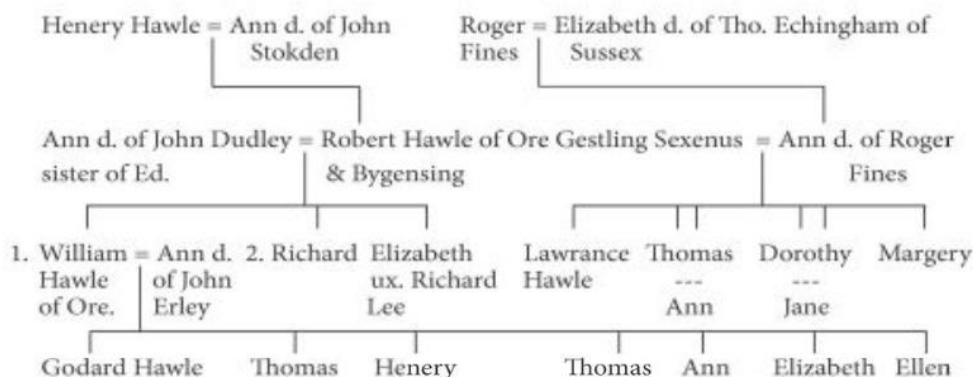 Henery Hawle = Ann d. of John Roger = Elizabeth d. of Tho. Echingham of
Stokden Fines Sussex
Ann d. of John Dudley = Robert Hawle of Ore Gestling Sexenus = Ann d. of Roger
sister of Ed. & Bygensing Fines
1. William = Ann d. 2. Richard Elizabeth Lawrance Thomas Dorothy Margery
Hawle of John ux. Richard Hawle --- ---
of Ore. Erley Lee Ann Jane
Godard Hawle Thomas Henery Thomas Ann Elizabeth Ellen